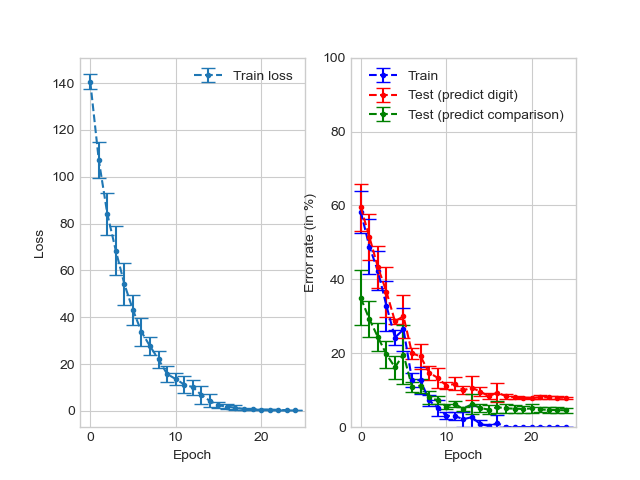 Train loss
140
120
100
80
60
40
20
0
Loss
0
10
20
Epoch
Train
Test (predict digit)
Test (predict comparison)
100
80
60
40
20
0
Error rate (in %)
0
10
20
Epoch